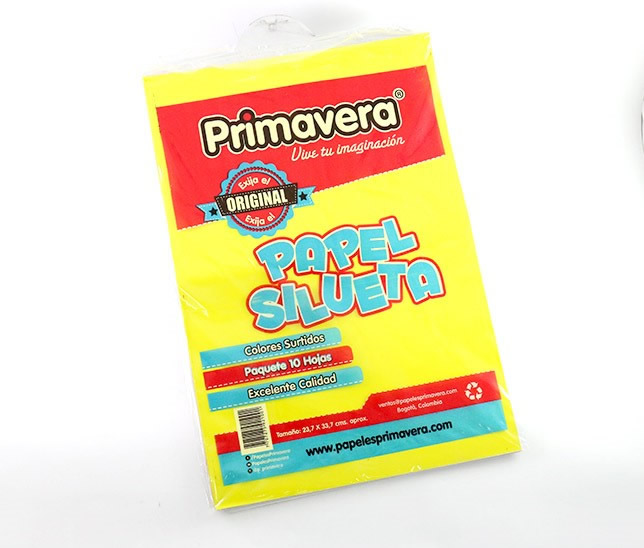 Primavera®
Vive tu imaginación
Exija el
ORIGINAL
Exija el
PAPEL
SILUETA
Colores Surtidos
Paquete 10 Hojas
Excelente Calidad
ventas@papelesprimavera.com
Bogotá, Colombia
Tamaño: 23,7 X 33,7 cms. aprox.
www.papelesprimavera.com